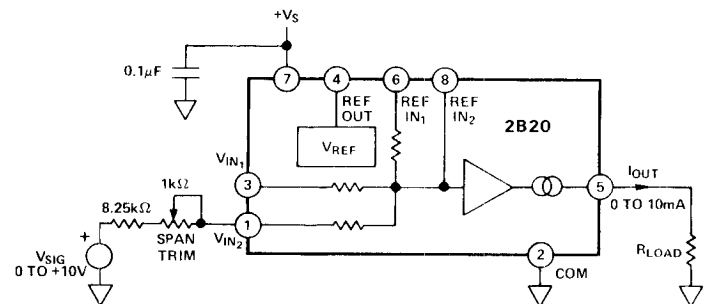 +VS
0.1μF
7
4
6
8
REF
OUT
REF
IN1
REF
IN2
2B20
VREF
VIN1
3
1kΩ
8.25kΩ
1
VIN2
SPAN
TRIM
VSIG
0 TO +10V
+
5
IOUT
0 TO 10mA
2
COM
RLOAD